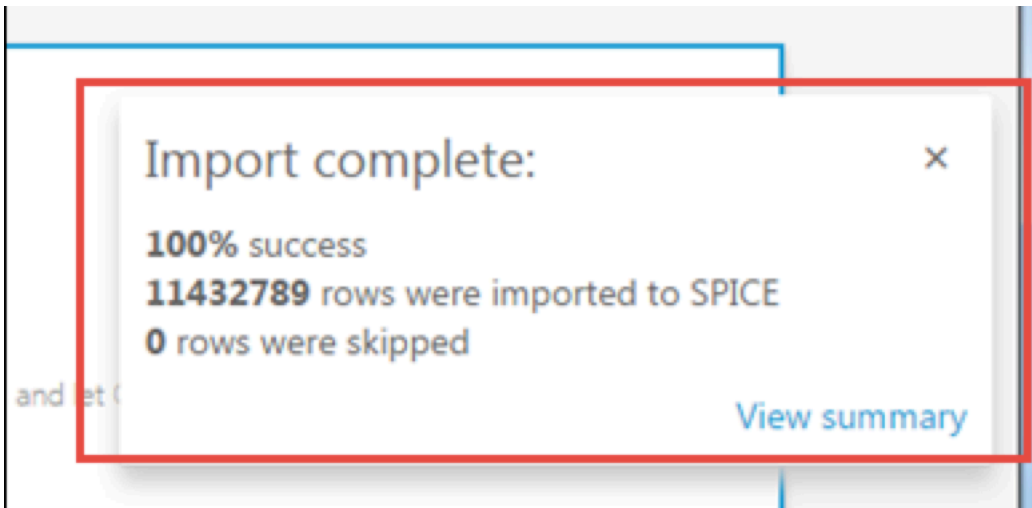 Import complete:
100% success
11432789 rows were imported to SPICE
0 rows were skipped
and let
View summary